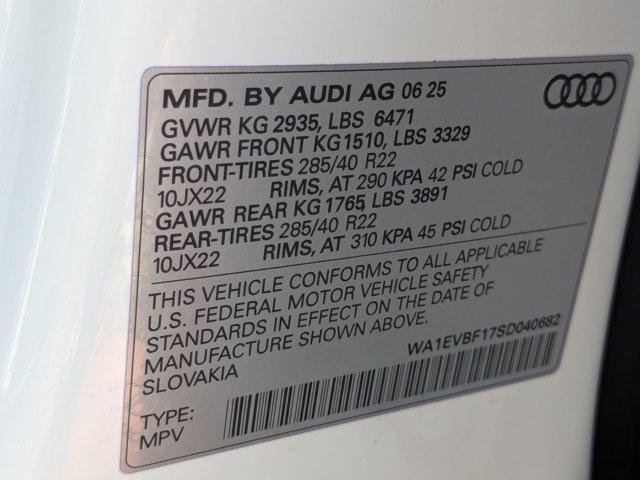 MFD. BY AUDI AG 06 25
GVWR KG 2935, LBS 6471
GAWR FRONT KG 1510, LBS 3329
FRONT-TIRES 285/40 R22
10JX22 RIMS, AT 290 KPA 42 PSI COLD
GAWR REAR KG 1765, LBS 3891
REAR-TIRES 285/40 R22
10JX22 RIMS, AT 310 KPA 45 PSI COLD
THIS VEHICLE CONFORMS TO ALL APPLICABLE
U.S. FEDERAL MOTOR VEHICLE SAFETY
STANDARDS IN EFFECT ON THE DATE OF
MANUFACTURE SHOWN ABOVE.
SLOVAKIA
WA1EVBF17SD040682
TYPE:
MPV